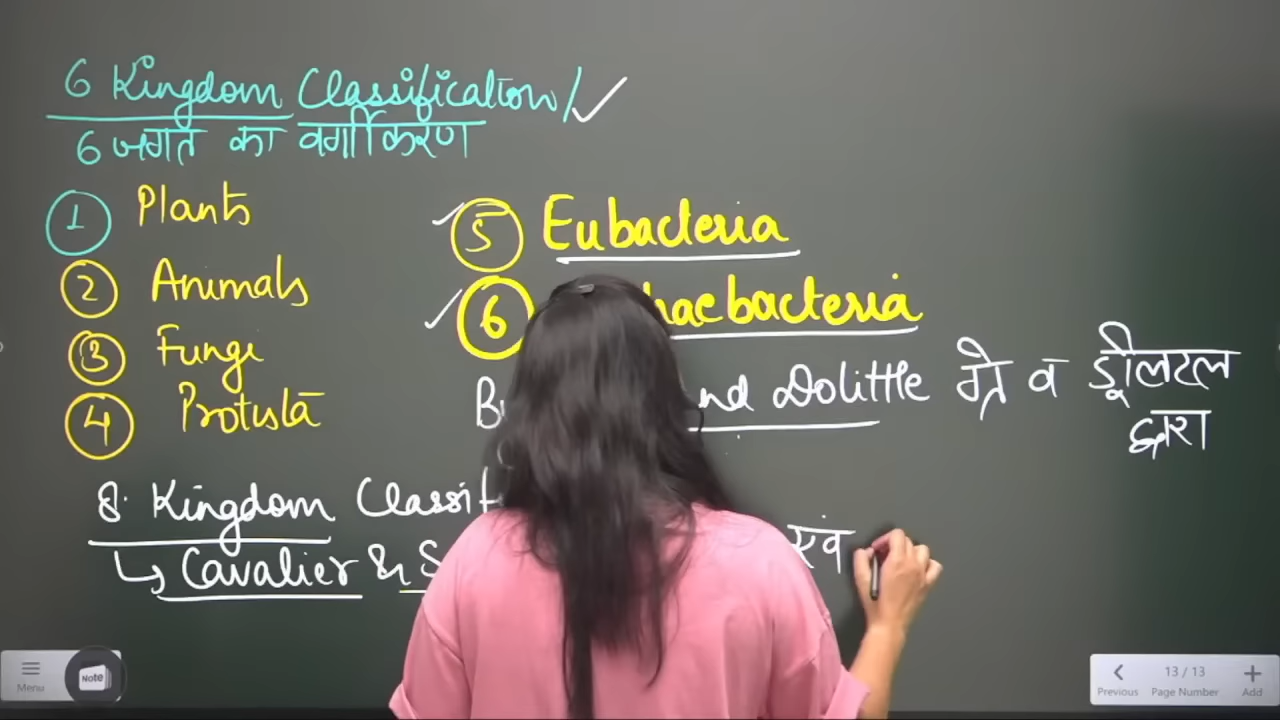 6 Kingdom Classification/ ✓
6 जगत का वर्गीकरण
1 Plants
2 Animals
3 Fungi
4 Protista
5 Eubacteria
6 haebacteria
nd Dolittle ग्रे व डूलिटल
द्वारा
8 Kingdom Classif
↳ Cavalier & S एवं
Menu
Note
Previous
13 / 13
Page Number
Add